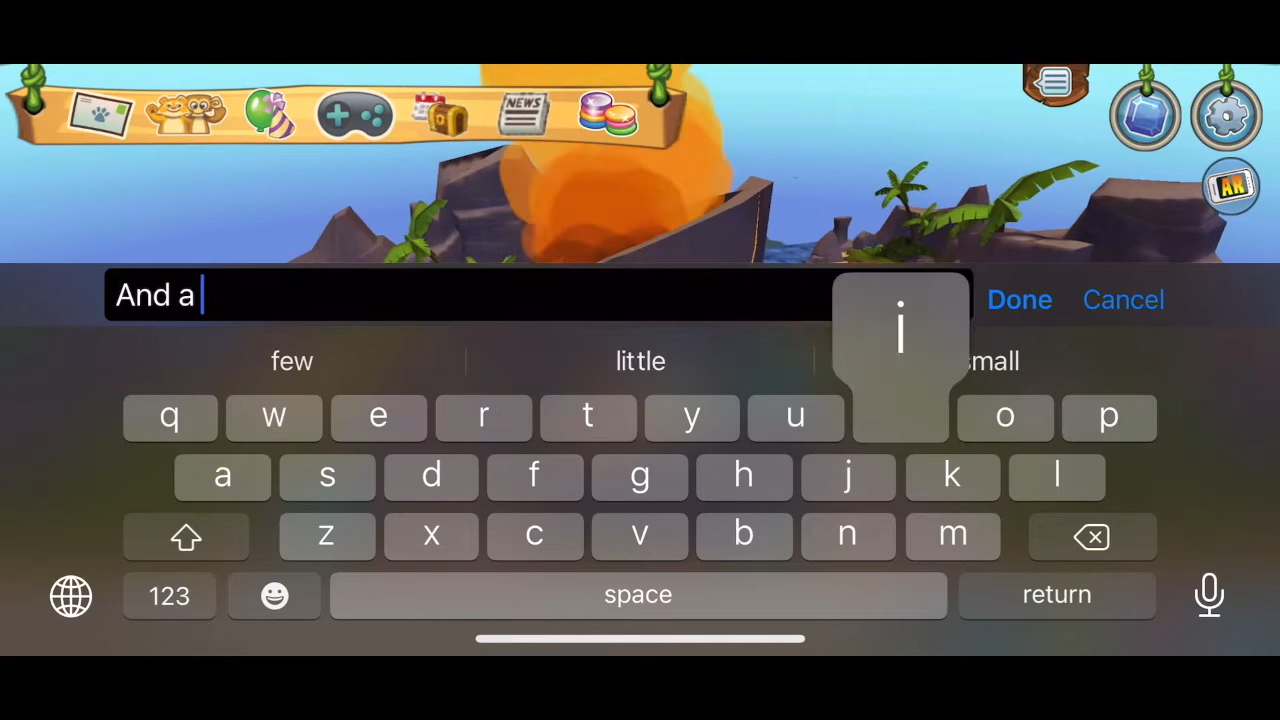 NEWS
AR
And a
Done
Cancel
i
few
little
small
q w e r t y u o p
a s d f g h j k l
z x c v b n m
123
space
return